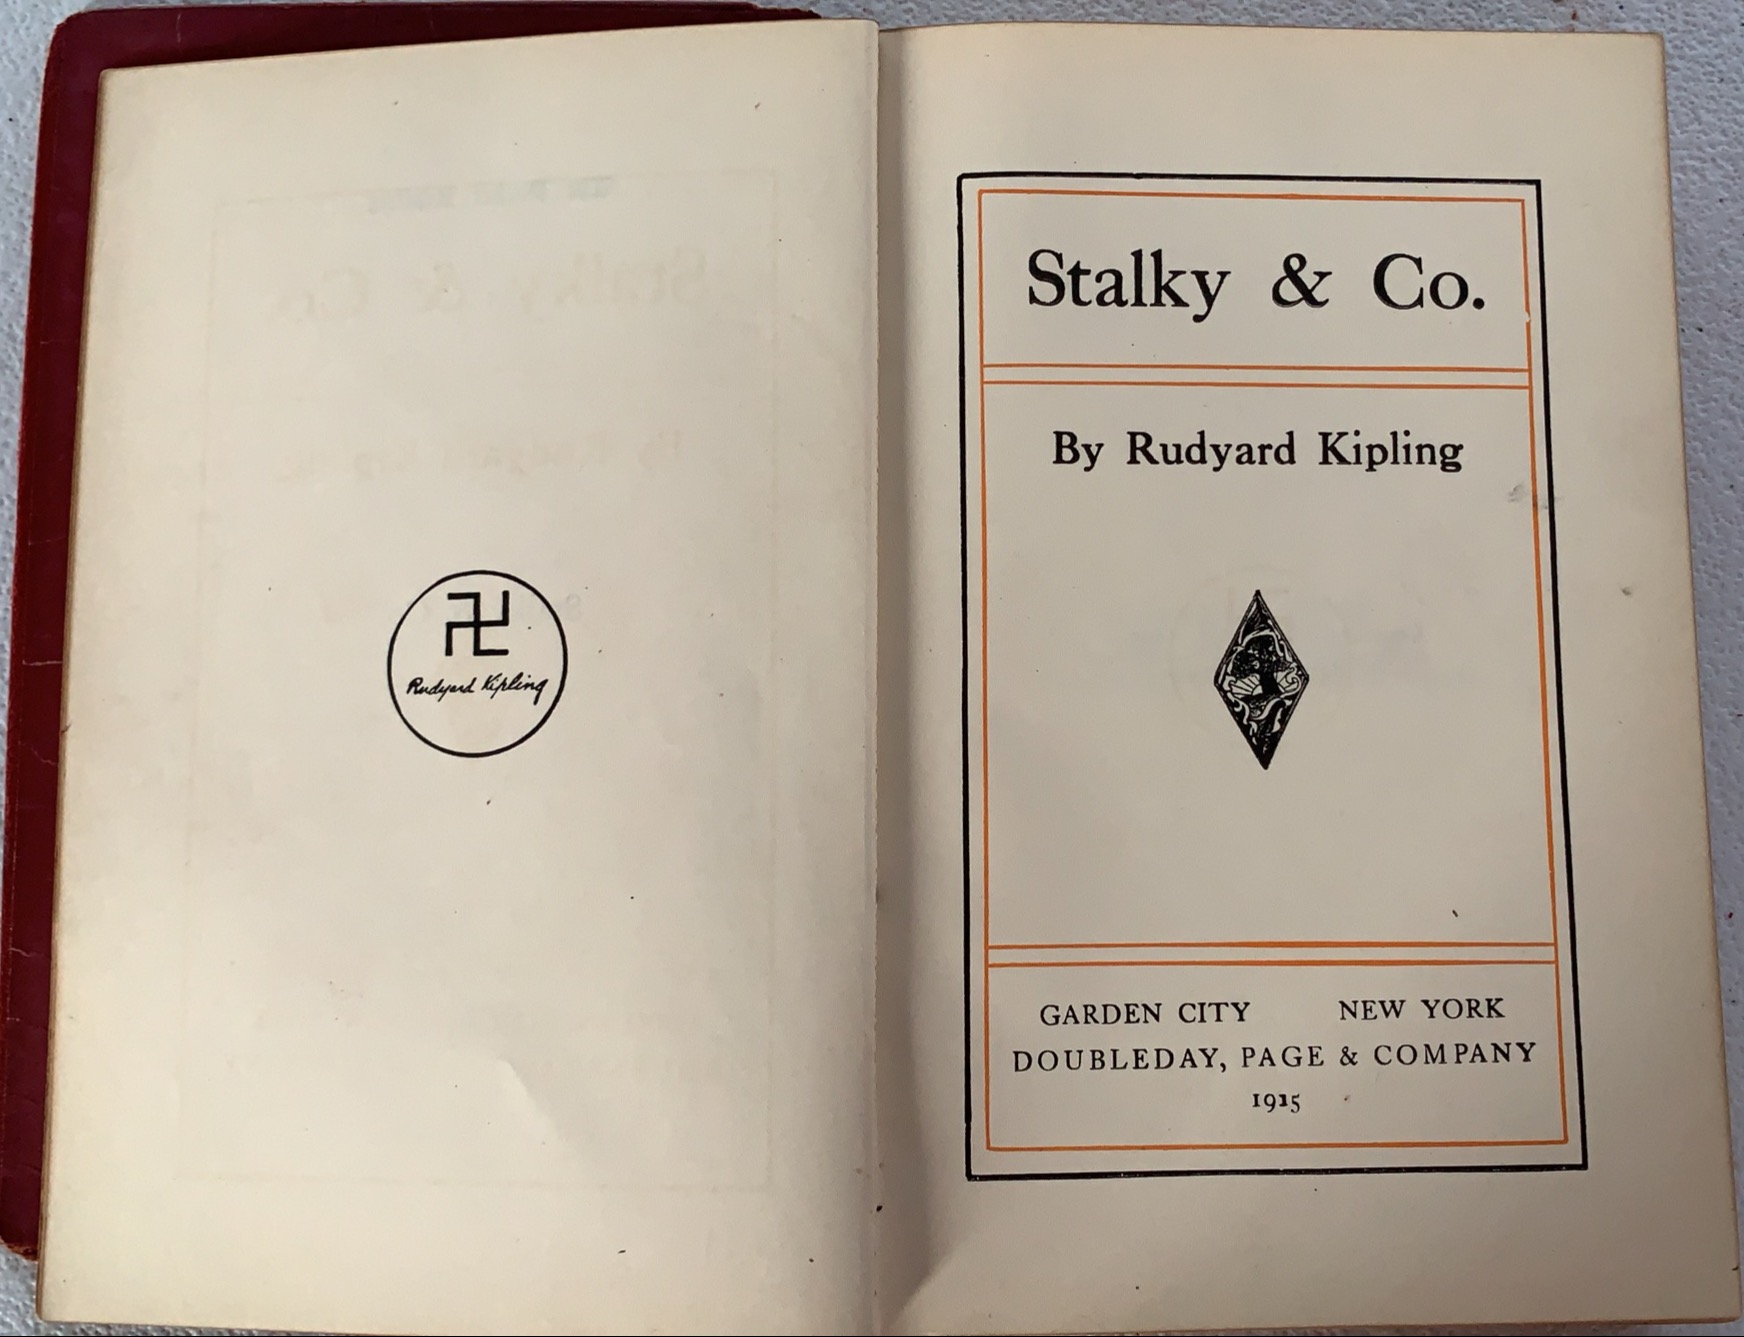 Rudyard Kipling
Stalky & Co.
By Rudyard Kipling
GARDEN CITY NEW YORK
DOUBLEDAY, PAGE & COMPANY
1915